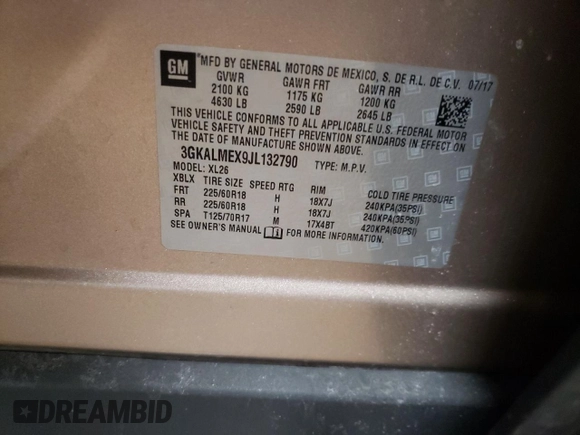 GM
MFD BY GENERAL MOTORS DE MEXICO, S. DE R.L. DE C.V. 07/17
GVWR GAWR FRT GAWR RR
2100 KG 1175 KG 1200 KG
4630 LB 2590 LB 2645 LB
THIS VEHICLE CONFORMS TO ALL APPLICABLE U.S. FEDERAL MOTOR
VEHICLE SAFETY AND THEFT PREVENTION STANDARDS IN EFFECT ON
THE DATE OF MANUFACTURE SHOWN ABOVE.
3GKALMEX9JL132790 TYPE: M.P.V.
MODEL: XL26
XBLX TIRE SIZE SPEED RTG RIM COLD TIRE PRESSURE
FRT 225/60R18 H 18X7J 240KPA(35PSI)
RR 225/60R18 H 18X7J 240KPA(35PSI)
SPA T125/70R17 M 17X4BT 420KPA(60PSI)
SEE OWNER'S MANUAL FOR MORE INFORMATION.
DREAMBID